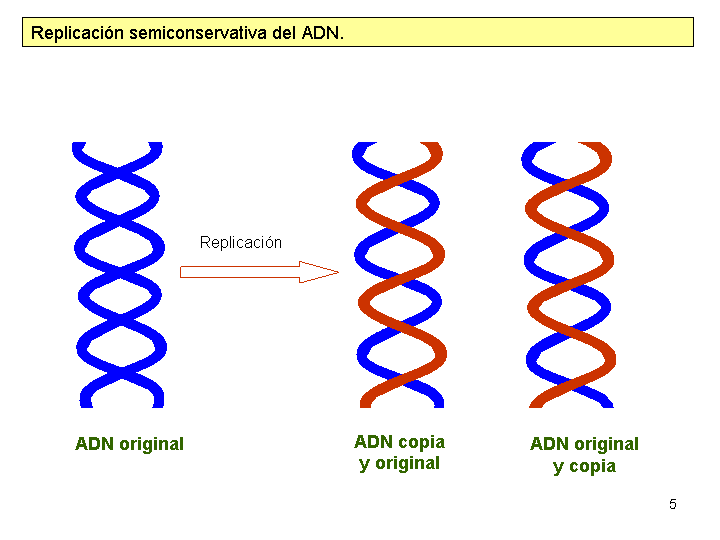 Replicación semiconservativa del ADN.
Replicación
ADN original
ADN copia
y original
ADN original
y copia
5